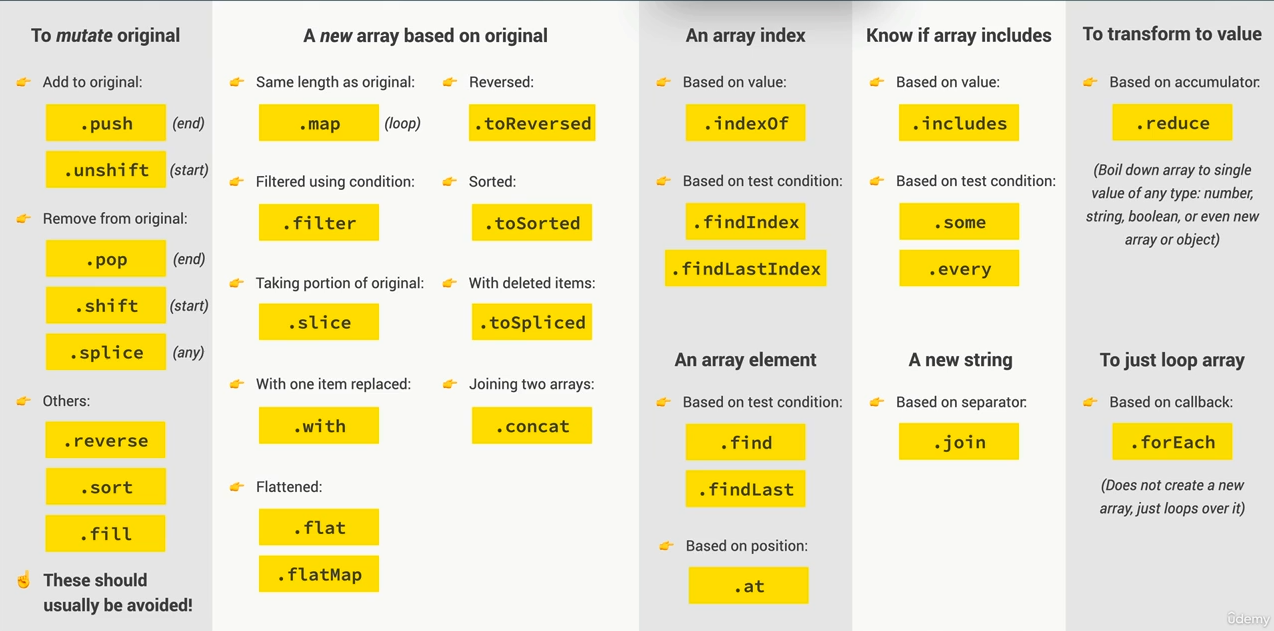 To mutate original
Add to original:
.push (end)
.unshift (start)
Remove from original:
.pop (end)
.shift (start)
.splice (any)
Others:
.reverse
.sort
.fill
These should
usually be avoided!
A new array based on original
Same length as original:
.map (loop)
Filtered using condition:
.filter
Taking portion of original:
.slice
With one item replaced:
.with
Flattened:
.flat
.flatMap
Reversed:
.toReversed
Sorted:
.toSorted
With deleted items:
.toSpliced
Joining two arrays:
.concat
An array index
Based on value:
.indexOf
Based on test condition:
.findIndex
.findLastIndex
An array element
Based on test condition:
.find
.findLast
Based on position:
.at
Know if array includes
Based on value:
.includes
Based on test condition:
.some
.every
A new string
Based on separator:
.join
To transform to value
Based on accumulator:
.reduce
(Boil down array to single
value of any type: number,
string, boolean, or even new
array or object)
To just loop array
Based on callback:
.forEach
(Does not create a new
array, just loops over it)
ûdemy